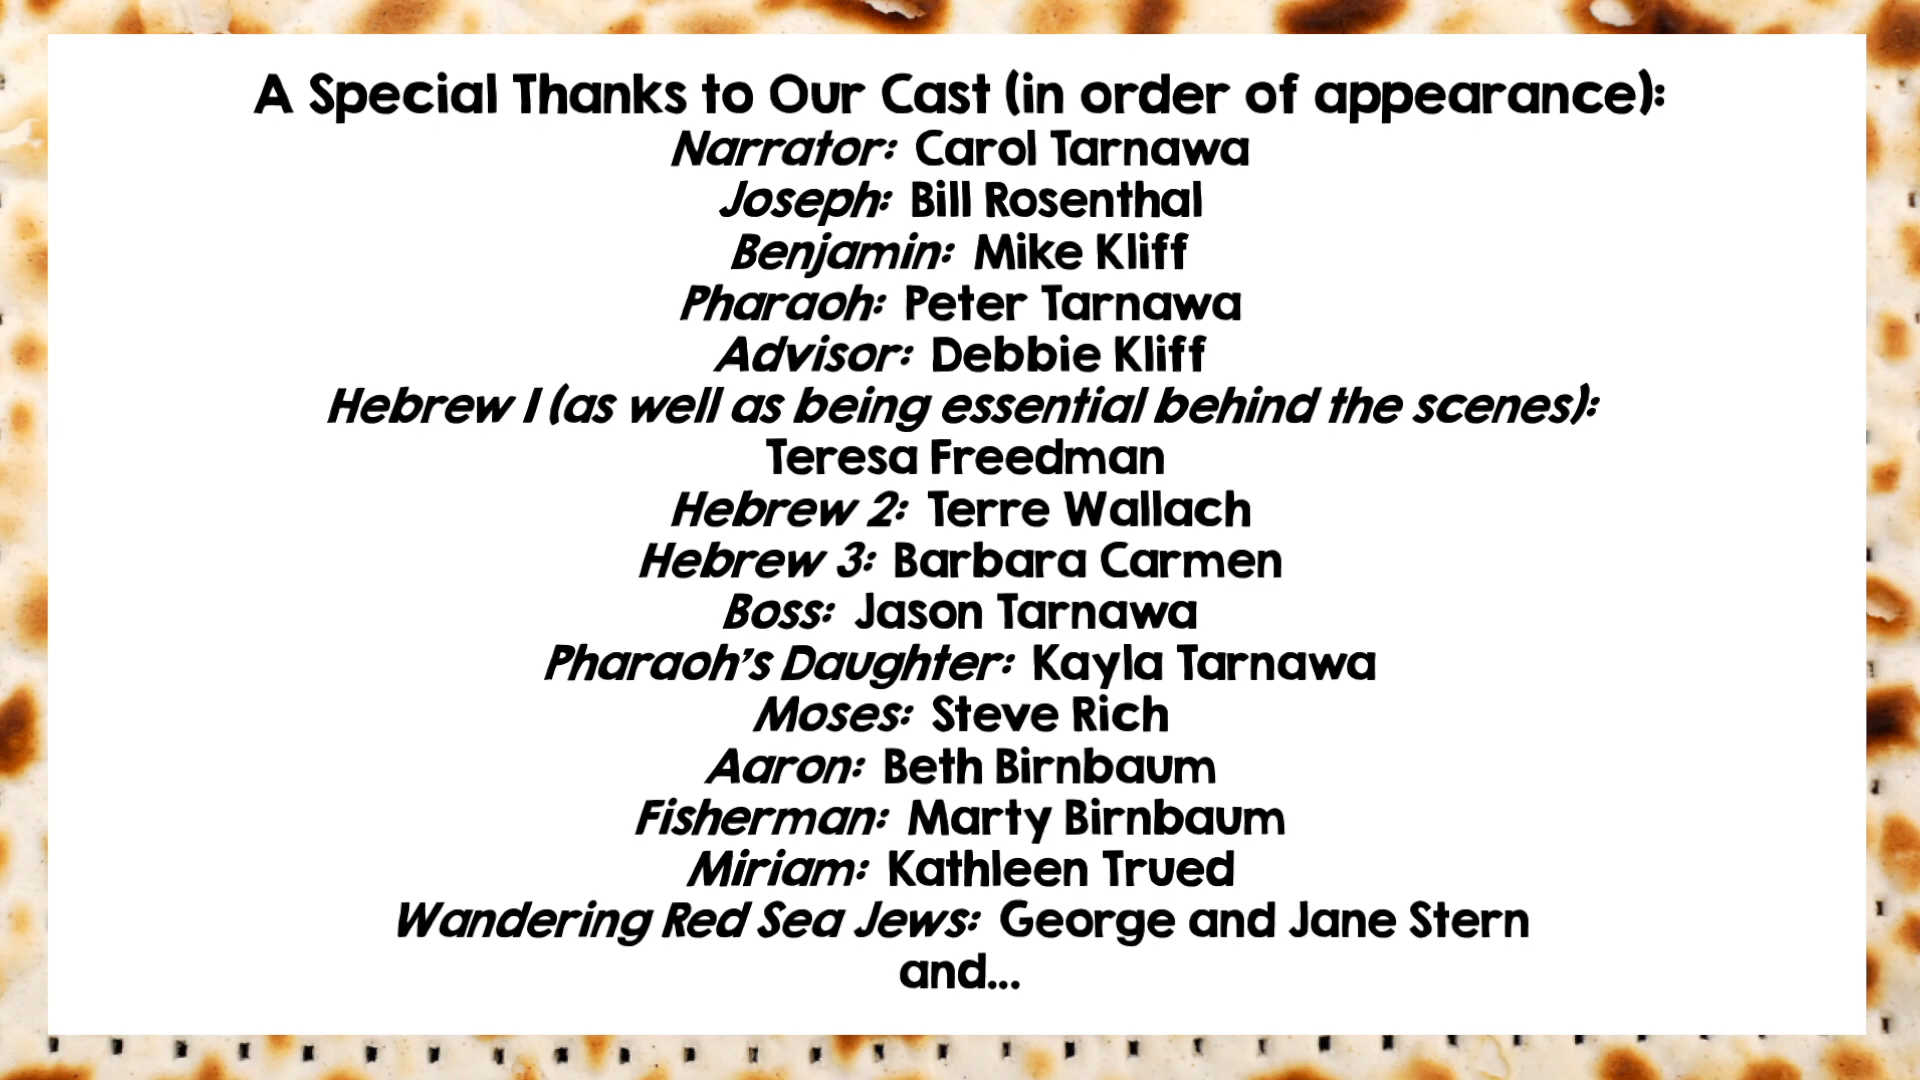 A Special Thanks to Our Cast (in order of appearance):
Narrator: Carol Tarnawa
Joseph: Bill Rosenthal
Benjamin: Mike Kliff
Pharaoh: Peter Tarnawa
Advisor: Debbie Kliff
Hebrew 1 (as well as being essential behind the scenes):
Teresa Freedman
Hebrew 2: Terre Wallach
Hebrew 3: Barbara Carmen
Boss: Jason Tarnawa
Pharaoh's Daughter: Kayla Tarnawa
Moses: Steve Rich
Aaron: Beth Birnbaum
Fisherman: Marty Birnbaum
Miriam: Kathleen Trued
Wandering Red Sea Jews: George and Jane Stern
and...